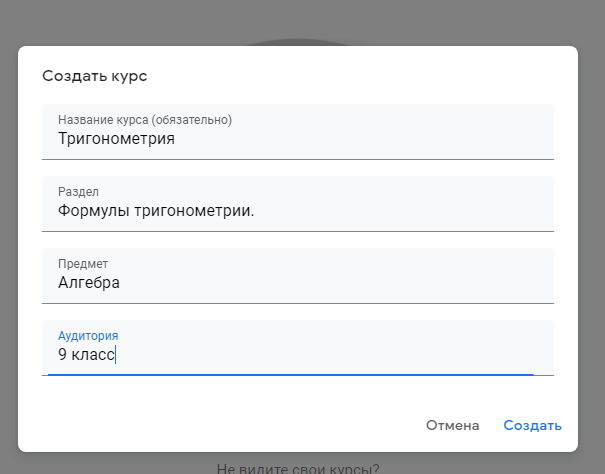 Создать курс
Название курса (обязательно)
Тригонометрия
Раздел
Формулы тригонометрии.
Предмет
Алгебра
Аудитория
9 класс
Отмена Создать
Не видите свои курсы?